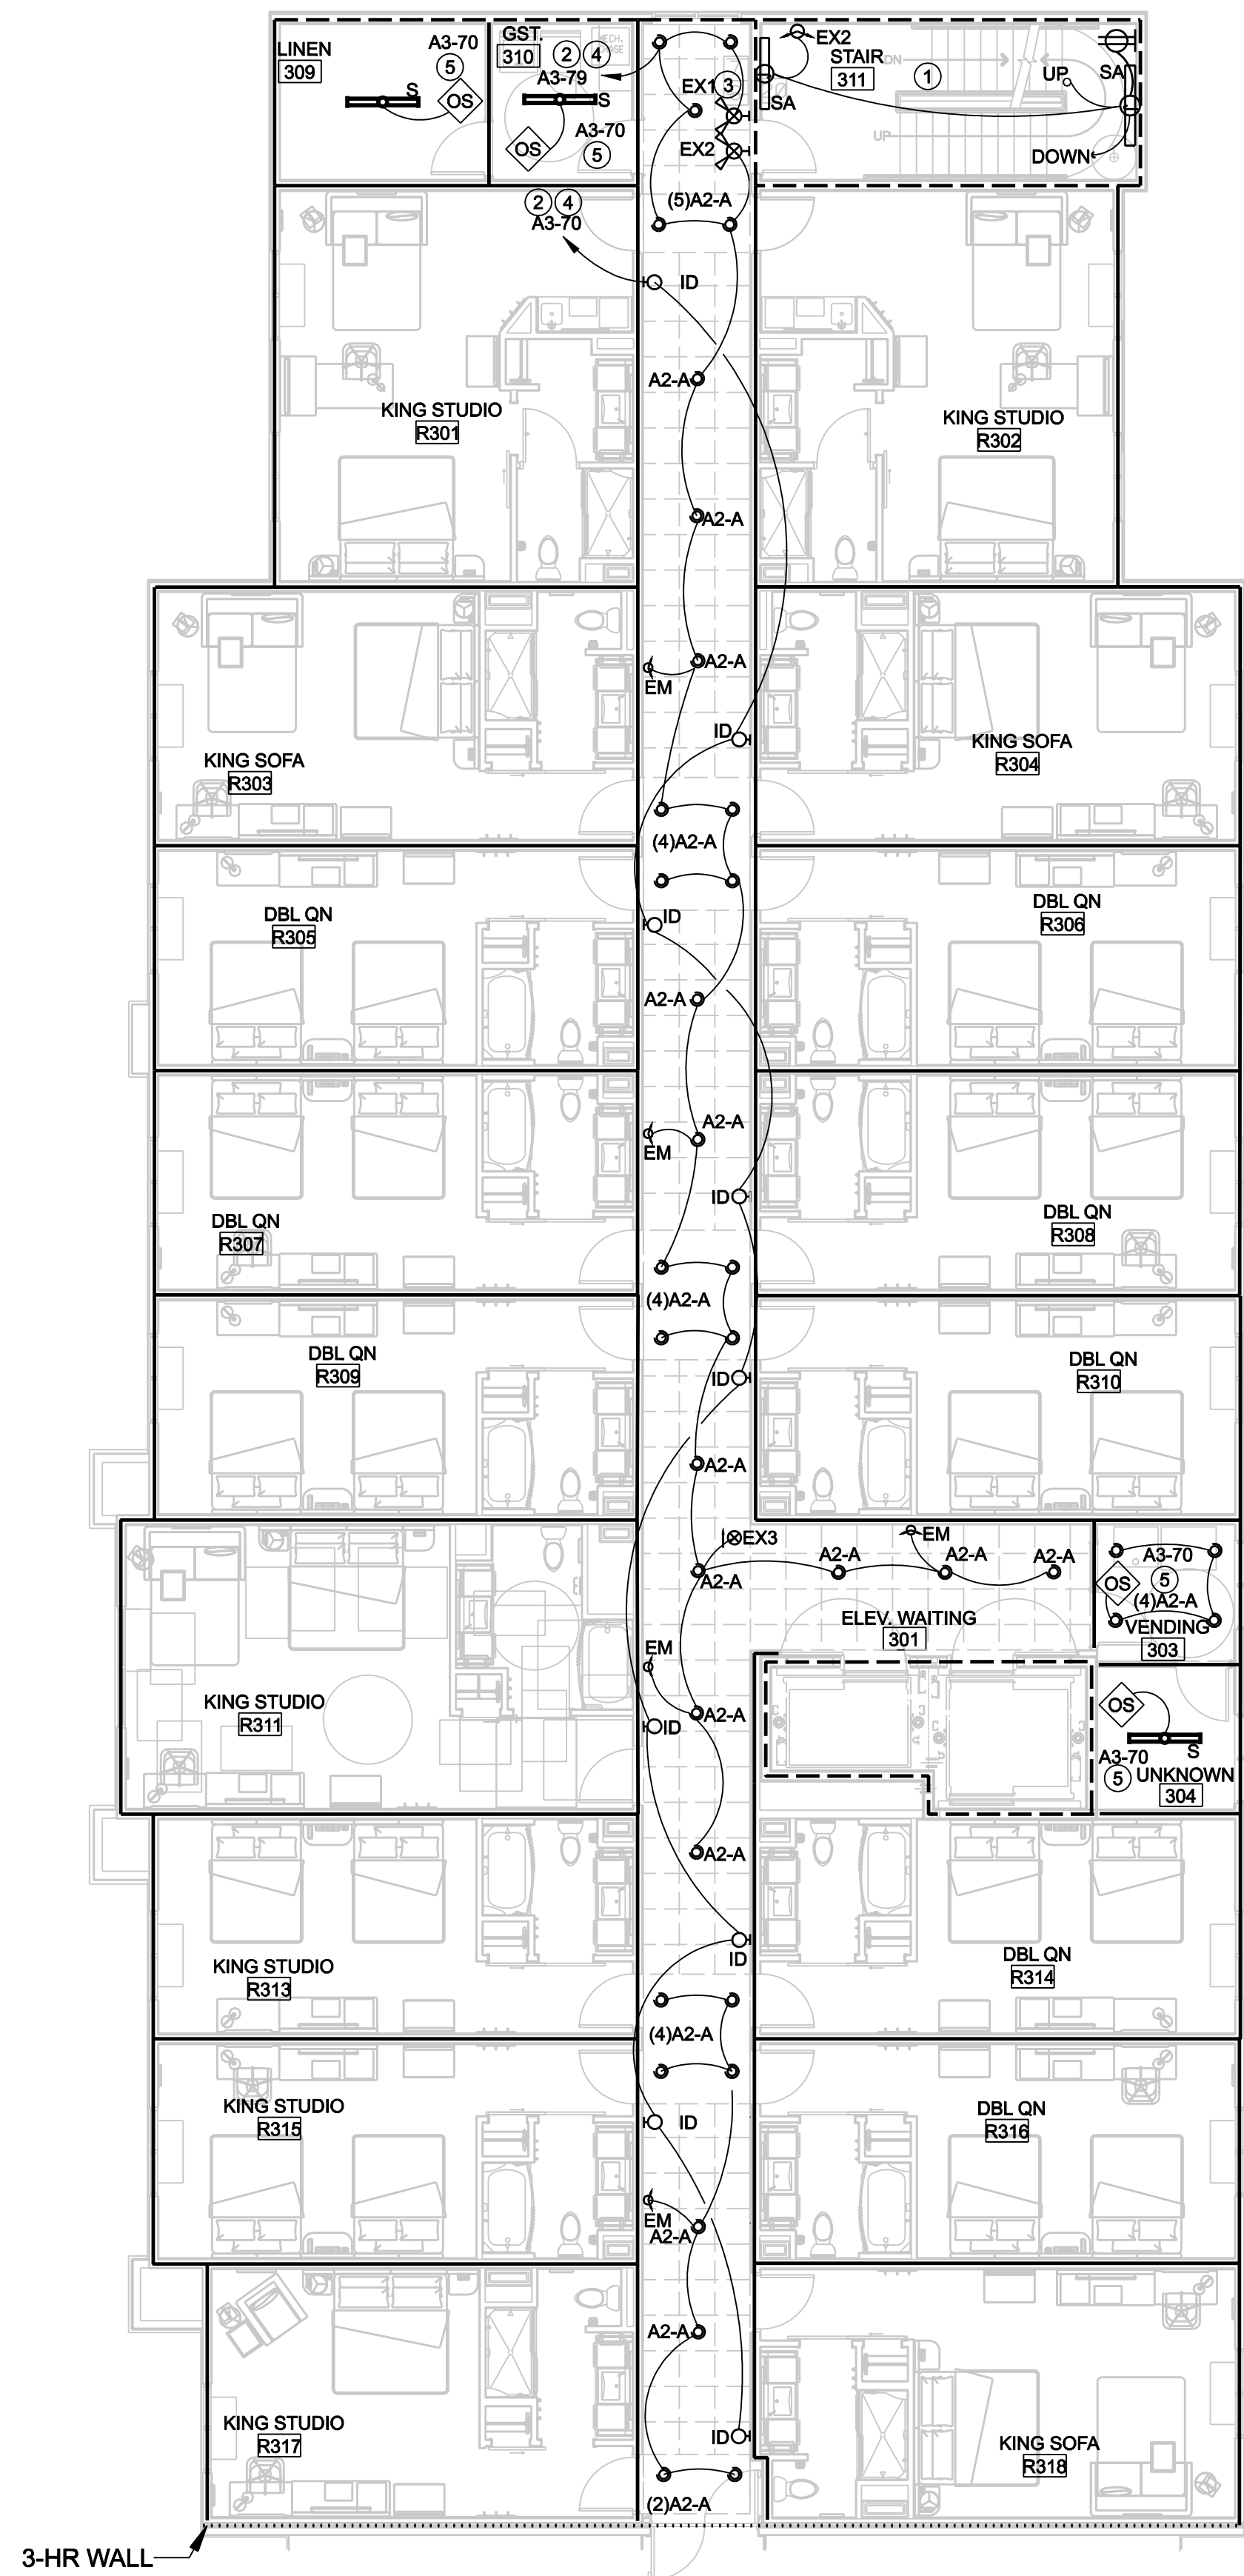 LINEN
309
A3-70
5
S
OS
GST.
310
MECH.
CHASE
2 4
A3-79
S
A3-70
5
OS
EX1 3
EX2
(5)A2-A
EX2
STAIR
311
DN
1
UP
SA
SA
UP
DOWN
2 4
A3-70
ID
A2-A
KING STUDIO
R301
KING STUDIO
R302
A2-A
A2-A
EM
ID
KING SOFA
R303
KING SOFA
R304
(4)A2-A
DBL QN
R305
ID
DBL QN
R306
A2-A
A2-A
EM
ID
DBL QN
R307
DBL QN
R308
(4)A2-A
DBL QN
R309
ID
DBL QN
R310
A2-A
EX3
EM
A2-A
A2-A
A2-A
A2-A
A3-70
OS
5
(4)A2-A
VENDING
303
ELEV. WAITING
301
EM
KING STUDIO
R311
A2-A
ID
OS
S
A3-70
5
UNKNOWN
304
A2-A
KING STUDIO
R313
ID
DBL QN
R314
(4)A2-A
KING STUDIO
R315
ID
DBL QN
R316
EM
A2-A
A2-A
KING STUDIO
R317
ID
KING SOFA
R318
(2)A2-A
3-HR WALL